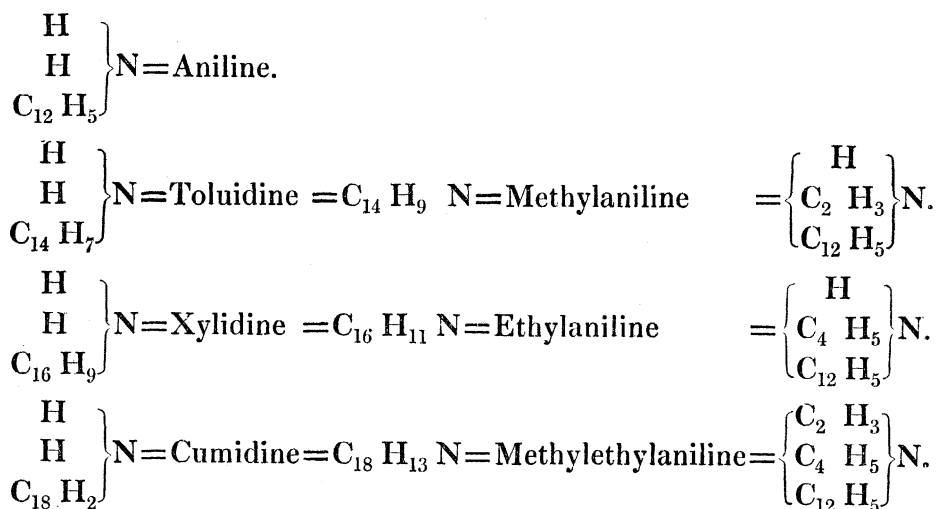 H
H
C12 H5 } N=Aniline.
H
H
C14 H7 } N=Toluidine =C14 H9 N=Methylaniline = { H
C2 H3
C12 H5 } N.
H
H
C16 H9 } N=Xylidine =C16 H11 N=Ethylaniline = { H
C4 H5
C12 H5 } N.
H
H
C18 H2 } N=Cumidine=C18 H13 N=Methylethylaniline= { C2 H3
C4 H5
C12 H5 } N.